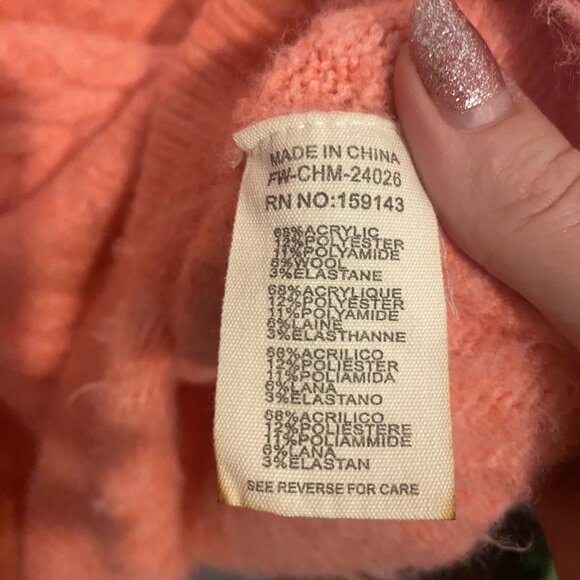 MADE IN CHINA
FW-CHM-24026
RN NO:159143
68%ACRYLIC
12%POLYESTER
11%POLYAMIDE
6%WOOL
3%ELASTANE
68%ACRYLIQUE
12%POLYESTER
11%POLYAMIDE
6%LAINE
3%ELASTHANNE
68%ACRILICO
12%POLIESTER
11%POLIAMIDA
6%LANA
3%ELASTANO
68%ACRILICO
12%POLIESTERE
11%POLIAMMIDE
6%LANA
3%ELASTAN
SEE REVERSE FOR CARE